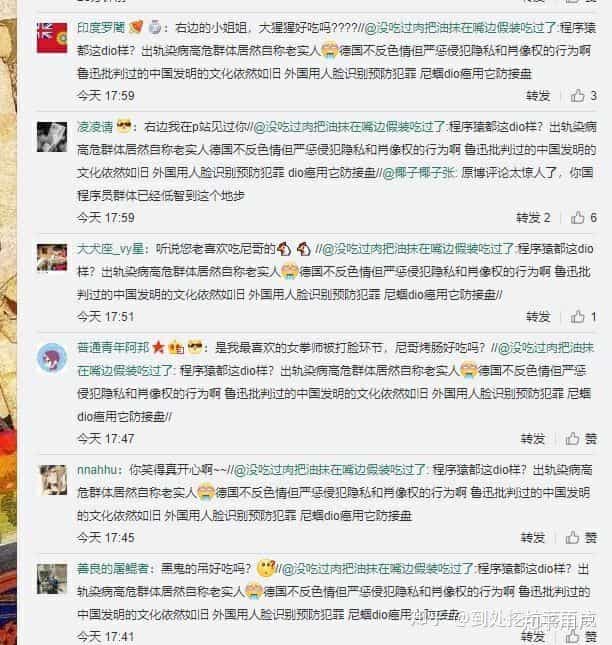 印度罗闍：右边的小姐姐，大猩猩好吃吗????//@没吃过肉把油抹在嘴边假装吃过了:程序猿
都这dio样？出轨染病高危群体居然自称老实人德国不反色情但严惩侵犯隐私和肖像权的行为啊
鲁迅批判过的中国发明的文化依然如旧 外国用人脸识别预防犯罪 尼蝈dio癌用它防接盘
今天 17:59
转发 3
凌凌请：右边我在p站见过你//@没吃过肉把油抹在嘴边假装吃过了:程序猿都这dio样？出轨染病
高危群体居然自称老实人德国不反色情但严惩侵犯隐私和肖像权的行为啊 鲁迅批判过的中国发明的
文化依然如旧 外国用人脸识别预防犯罪 dio癌用它防接盘//@椰子椰子张: 原博评论太惊人了，你国
程序员群体已经低智到这个地步
今天 17:59
转发 2 6
大犬座_vy星：听说您老喜欢吃尼哥的 //@没吃过肉把油抹在嘴边假装吃过了:程序猿都这dio
样？出轨染病高危群体居然自称老实人德国不反色情但严惩侵犯隐私和肖像权的行为啊 鲁迅批
判过的中国发明的文化依然如旧 外国用人脸识别预防犯罪 尼蝈dio癌用它防接盘//
今天 17:51
转发 1
普通青年阿邦：是我最喜欢的女拳师被打脸环节，尼哥烤肠好吃吗？//@没吃过肉把油抹
在嘴边假装吃过了: 程序猿都这dio样？出轨染病高危群体居然自称老实人德国不反色情但严惩
侵犯隐私和肖像权的行为啊 鲁迅批判过的中国发明的文化依然如旧 外国用人脸识别预防犯罪 尼蝈
dio癌用它防接盘//
今天 17:47
转发 赞
nnahhu：你笑得真开心啊~~//@没吃过肉把油抹在嘴边假装吃过了: 程序猿都这dio样？出轨染病高
危群体居然自称老实人德国不反色情但严惩侵犯隐私和肖像权的行为啊 鲁迅批判过的中国发明的
文化依然如旧 外国用人脸识别预防犯罪 尼蝈dio癌用它防接盘
今天 17:45
转发 赞
善良的屠鲲者：黑鬼的吊好吃吗？//@没吃过肉把油抹在嘴边假装吃过了:程序猿都这dio样？出
轨染病高危群体居然自称老实人德国不反色情但严惩侵犯隐私和肖像权的行为啊 鲁迅批判过的
中国发明的文化依然如旧 外国用人脸识别预防犯罪 尼蝈dio癌用它防接盘
今天 17:41
转发 赞
知乎